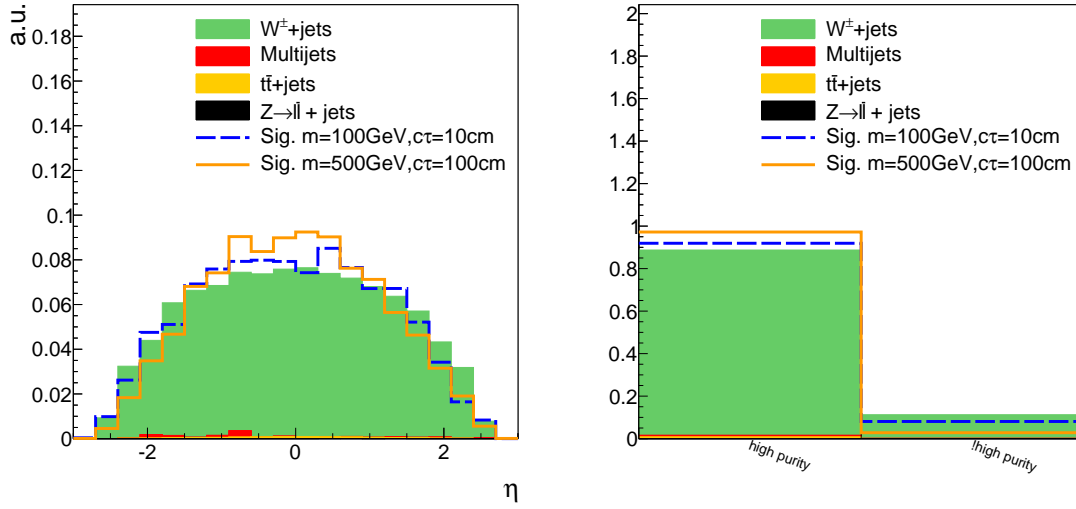 a.u.
0.18
0.16
0.14
0.12
0.1
0.08
0.06
0.04
0.02
0
-2
0
2
η
W±+jets
Multijets
tt̄+jets
Z→ll̄ + jets
Sig. m=100GeV,cτ=10cm
Sig. m=500GeV,cτ=100cm
2
1.8
1.6
1.4
1.2
1
0.8
0.6
0.4
0.2
0
high purity
!high purity
W±+jets
Multijets
tt̄+jets
Z→ll̄ + jets
Sig. m=100GeV,cτ=10cm
Sig. m=500GeV,cτ=100cm